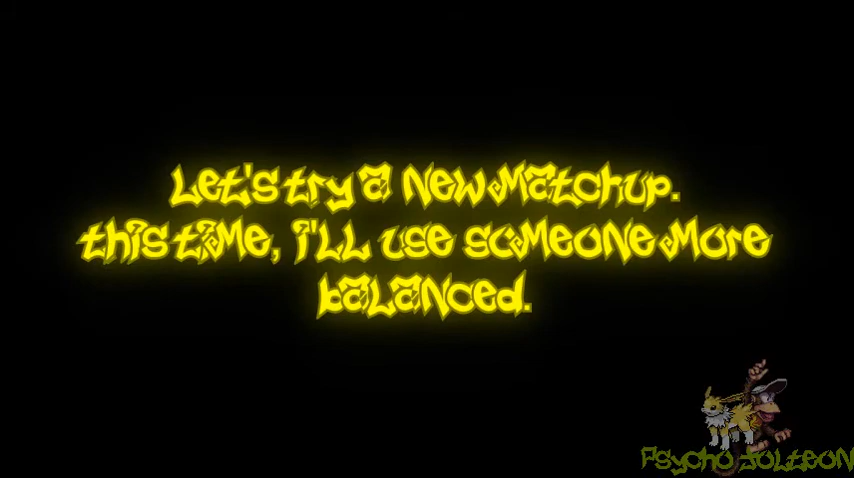 Let's try a new matchup.
this time, i'll use someone more
balanced.
Psycho Jolteon